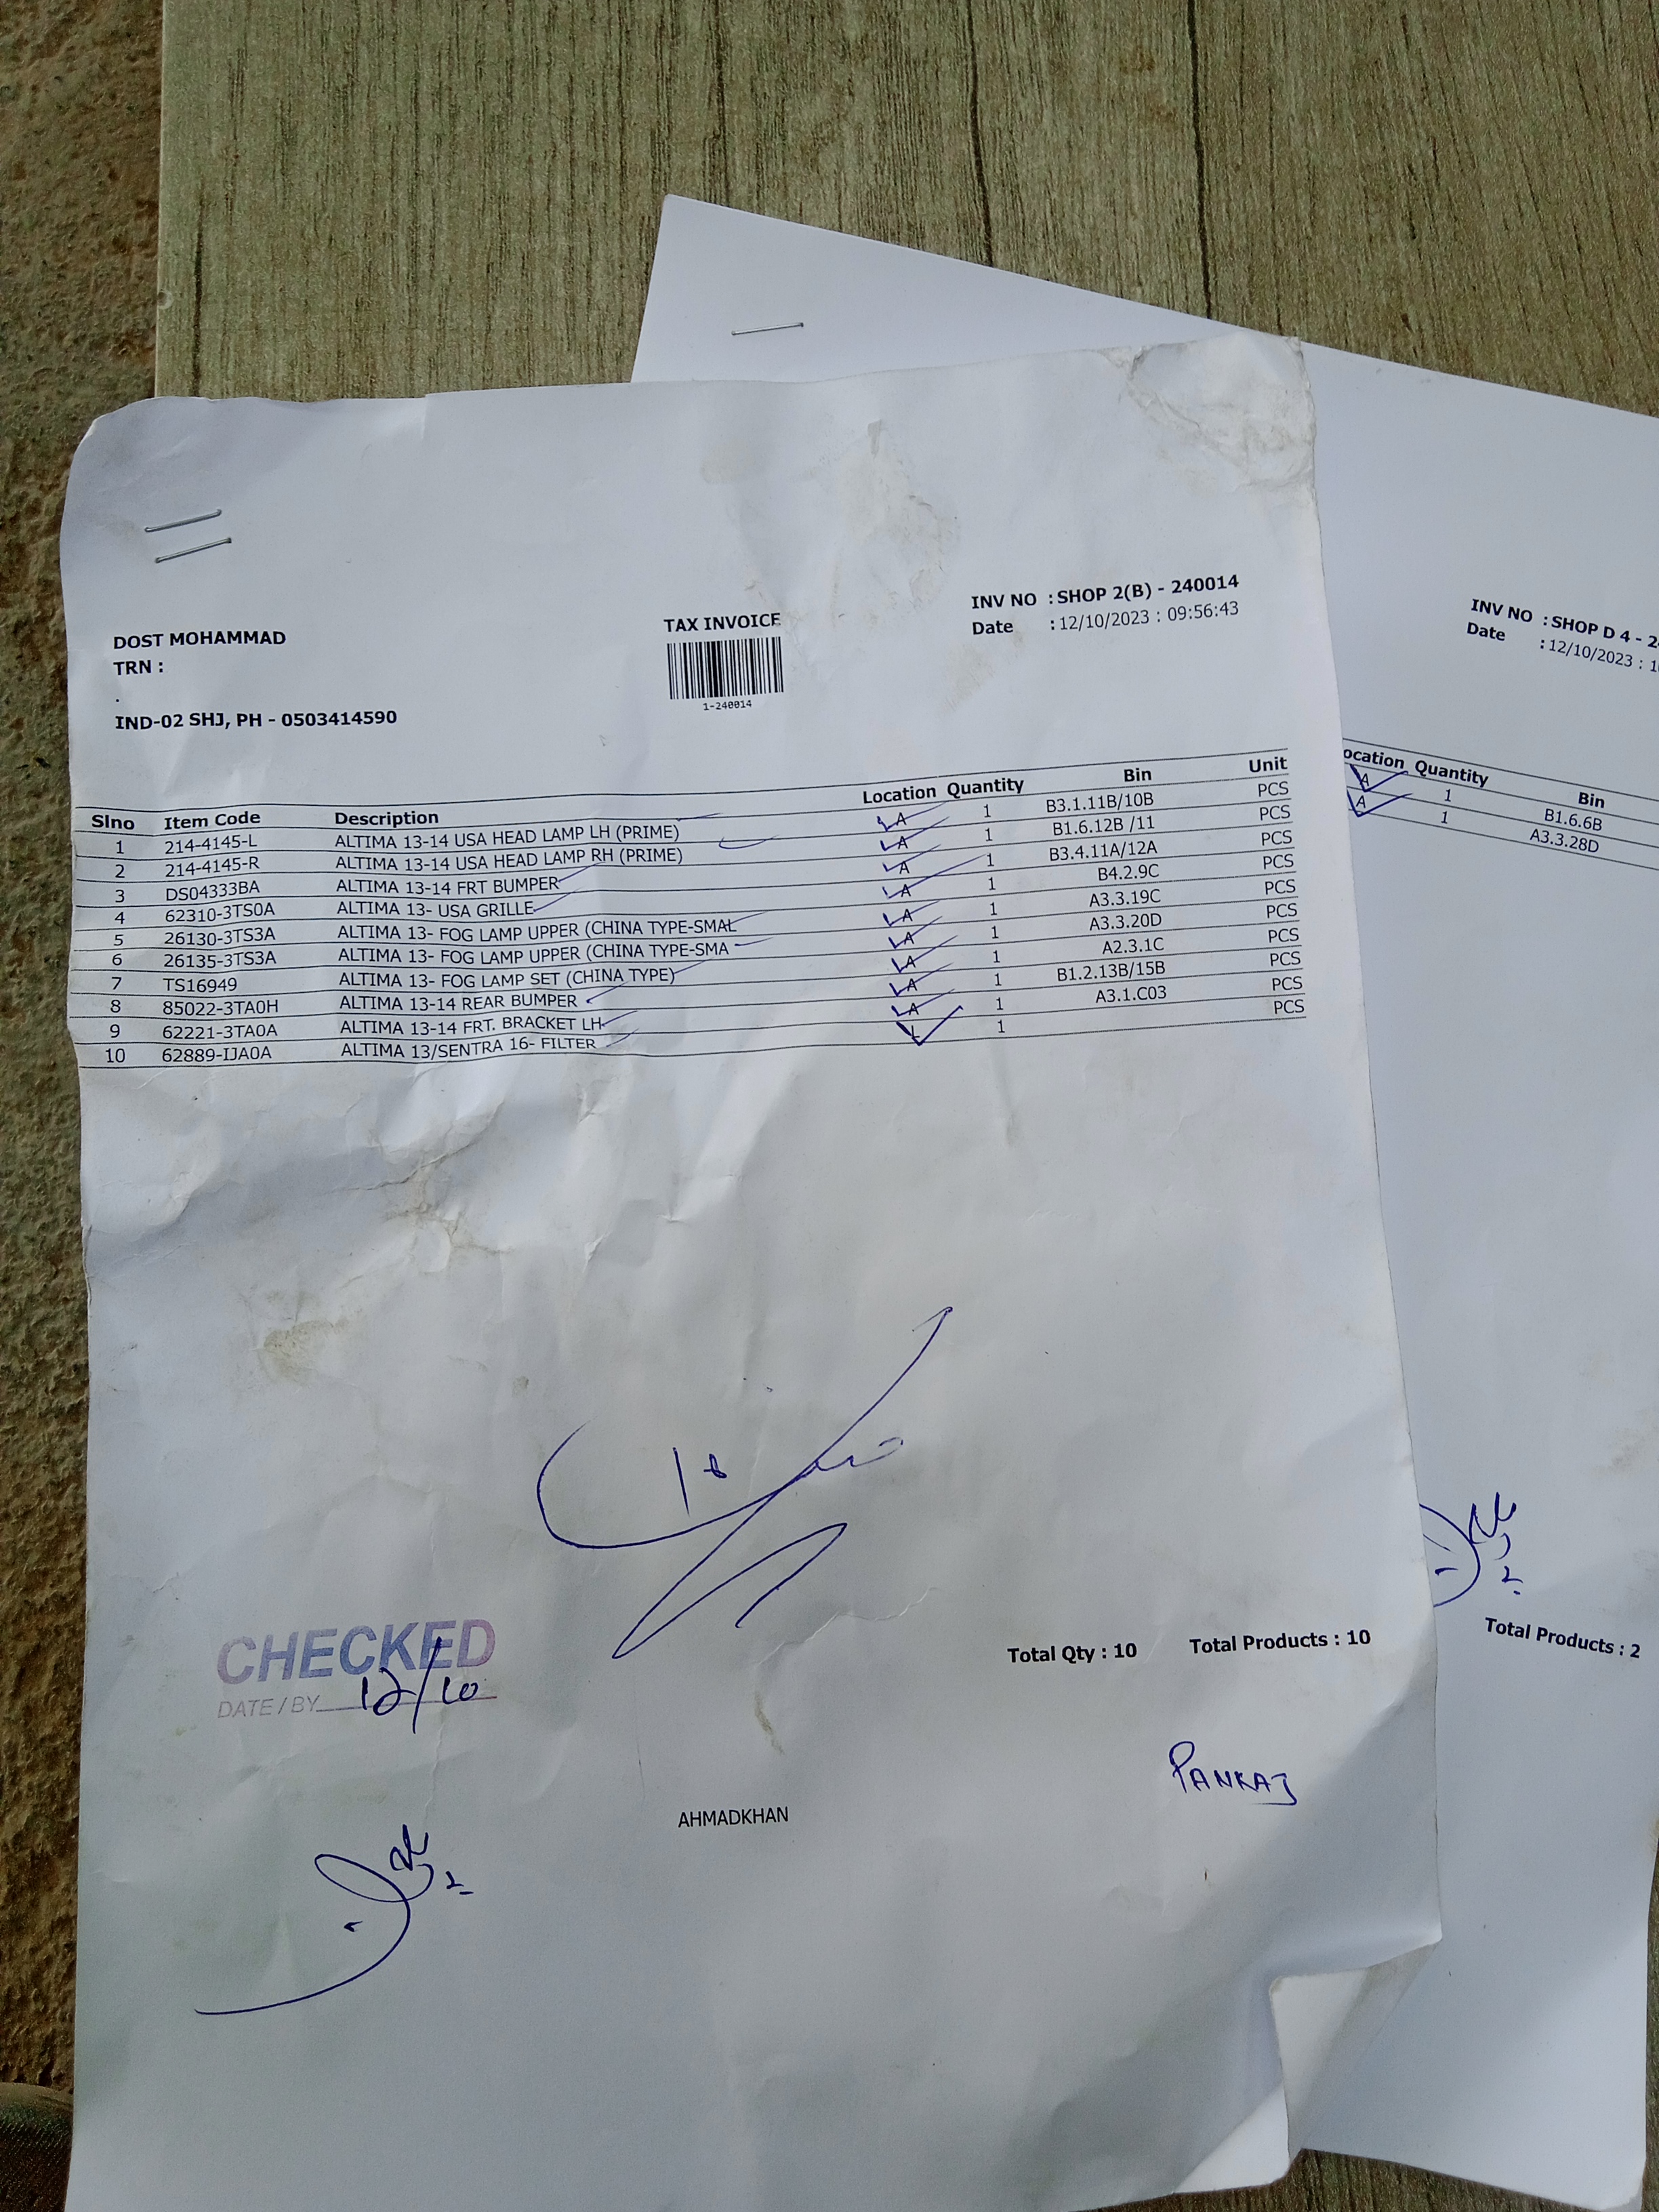 DOST MOHAMMAD
TRN :
.
IND-02 SHJ, PH - 0503414590
TAX INVOICE
1-240014
INV NO : SHOP 2(B) - 240014
Date : 12/10/2023 : 09:56:43
Slno Item Code Description Location Quantity Bin Unit
1 214-4145-L ALTIMA 13-14 USA HEAD LAMP LH (PRIME) A 1 B3.1.11B/10B PCS
2 214-4145-R ALTIMA 13-14 USA HEAD LAMP RH (PRIME) A 1 B1.6.12B /11 PCS
3 DS04333BA ALTIMA 13-14 FRT BUMPER A 1 B3.4.11A/12A PCS
4 62310-3TS0A ALTIMA 13- USA GRILLE A 1 B4.2.9C PCS
5 26130-3TS3A ALTIMA 13- FOG LAMP UPPER (CHINA TYPE-SMAL A 1 A3.3.19C PCS
6 26135-3TS3A ALTIMA 13- FOG LAMP UPPER (CHINA TYPE-SMA A 1 A3.3.20D PCS
7 TS16949 ALTIMA 13- FOG LAMP SET (CHINA TYPE) A 1 A2.3.1C PCS
8 85022-3TA0H ALTIMA 13-14 REAR BUMPER A 1 B1.2.13B/15B PCS
9 62221-3TA0A ALTIMA 13-14 FRT. BRACKET LH A 1 A3.1.C03 PCS
10 62889-IJA0A ALTIMA 13/SENTRA 16- FILTER L 1 PCS
CHECKED
DATE/BY 12/10
Total Qty : 10 Total Products : 10
PANKAJ
AHMADKHAN
INV NO : SHOP D 4 - 2
Date : 12/10/2023 : 1
ocation Quantity Bin
A 1 B1.6.6B
A 1 A3.3.28D
Total Products : 2